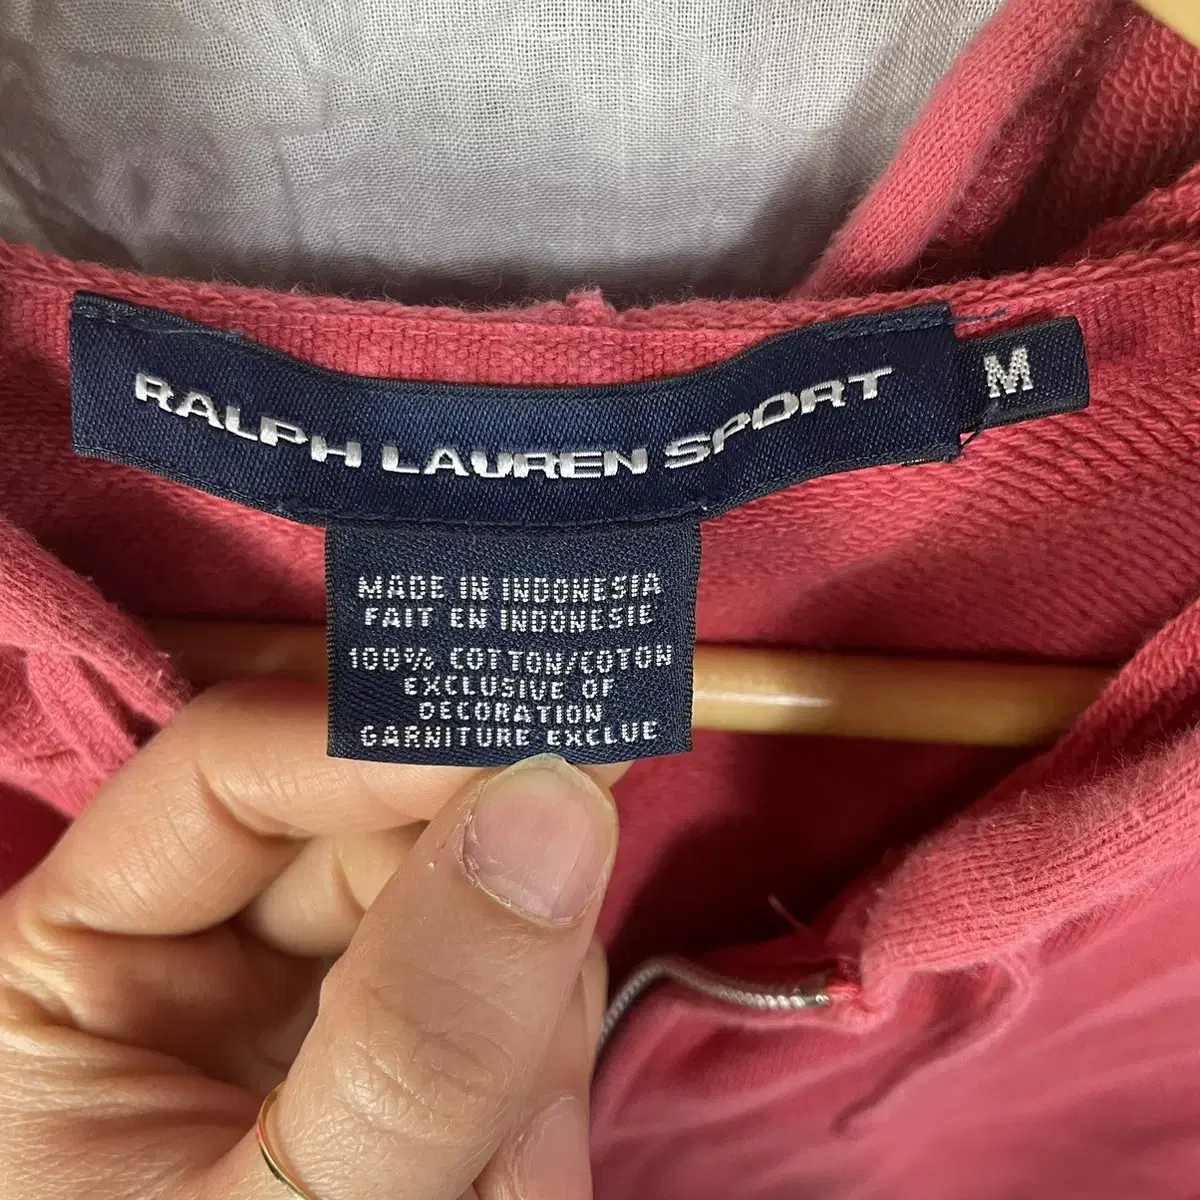 RALPH LAUREN SPORT
M
MADE IN INDONESIA
FAIT EN INDONESIE
100% COTTON/COTON
EXCLUSIVE OF
DECORATION
GARNITURE EXCLUE